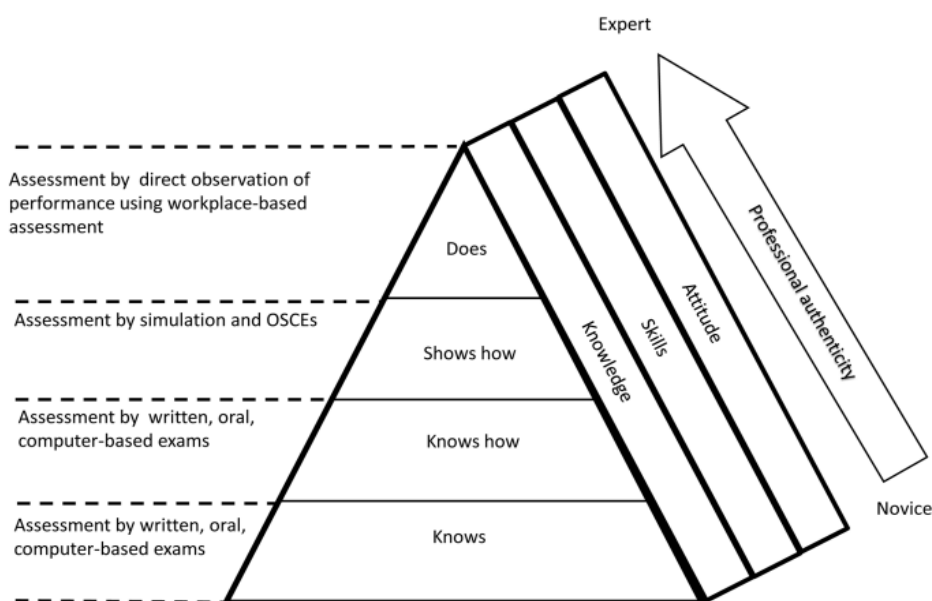 Expert
Assessment by direct observation of
performance using workplace-based
assessment
Does
Assessment by simulation and OSCEs
Shows how
Assessment by written, oral,
computer-based exams
Knows how
Assessment by written, oral,
computer-based exams
Knows
Knowledge
Skills
Attitude
Professional authenticity
Novice